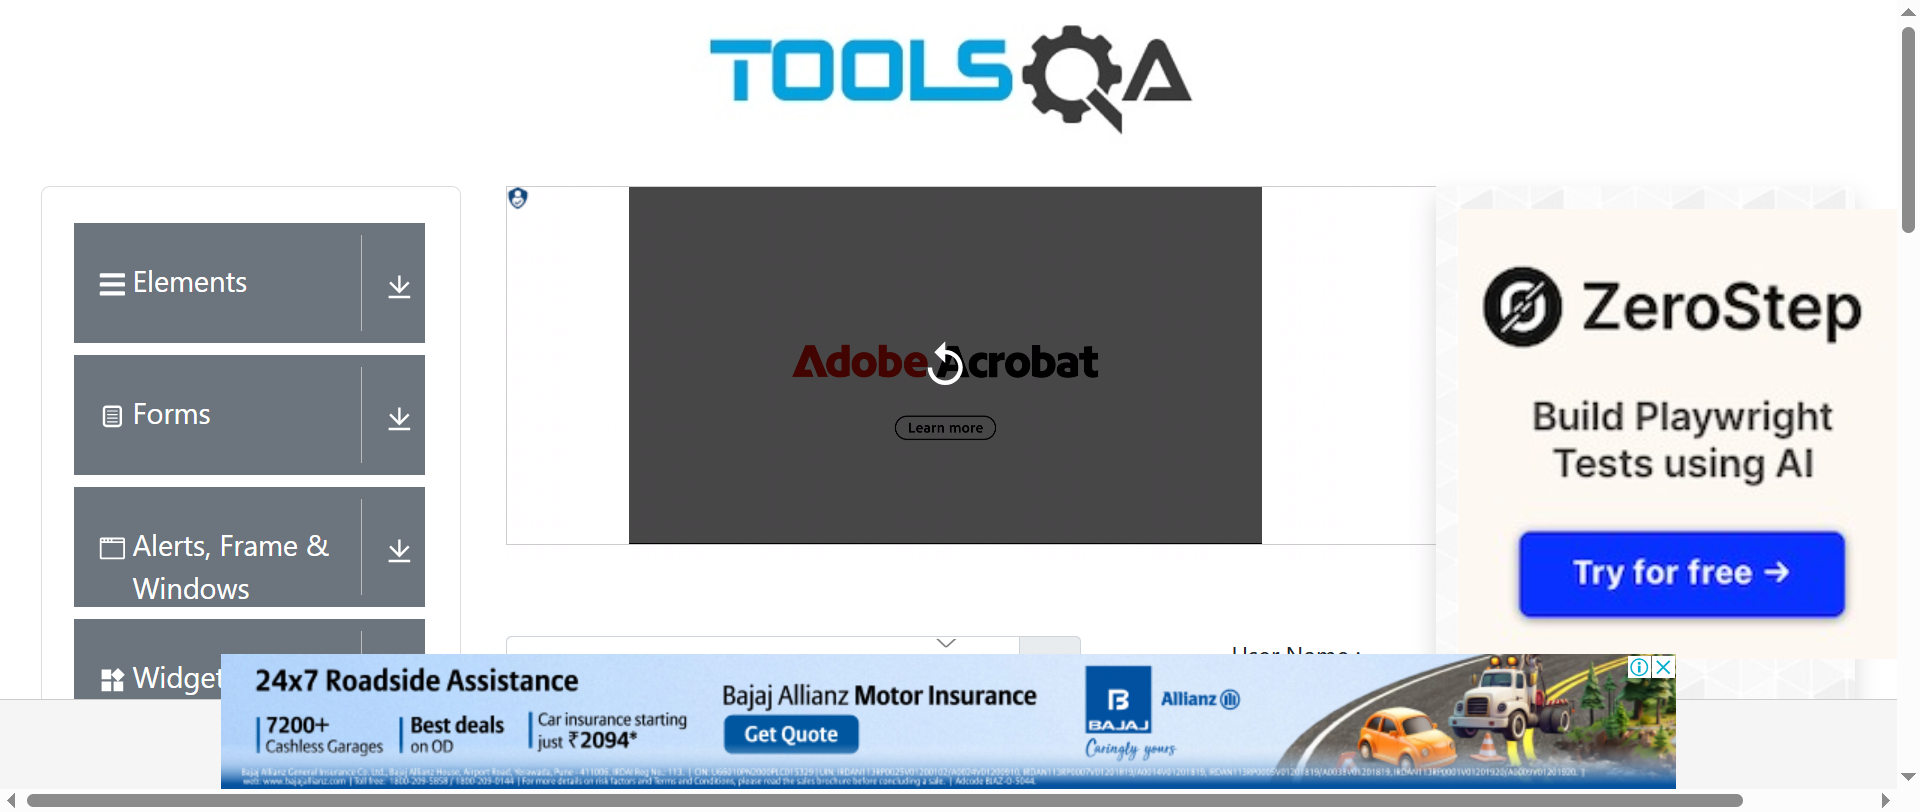 TOOLSQA
Elements
Forms
Alerts, Frame &
Windows
Widget
Adobe Acrobat
Learn more
ZeroStep
Build Playwright
Tests using AI
Try for free →
User Name :
24x7 Roadside Assistance
7200+
Cashless Garages
Best deals
on OD
Car insurance starting
just ₹2094*
Bajaj Allianz Motor Insurance
Get Quote
B
BAJAJ
Allianz
Caringly yours